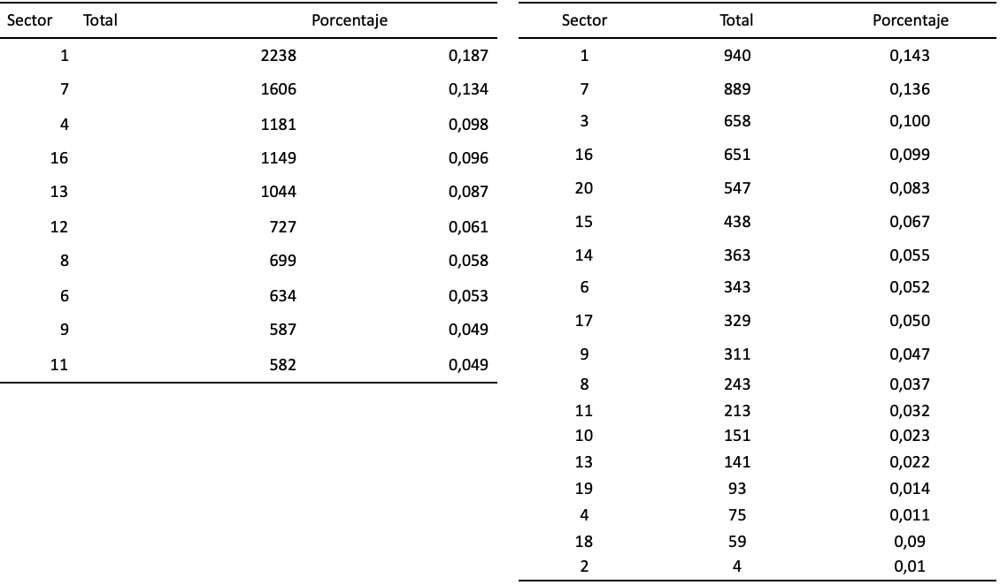 Sector Total Porcentaje
1 2238 0,187
7 1606 0,134
4 1181 0,098
16 1149 0,096
13 1044 0,087
12 727 0,061
8 699 0,058
6 634 0,053
9 587 0,049
11 582 0,049
Sector Total Porcentaje
1 940 0,143
7 889 0,136
3 658 0,100
16 651 0,099
20 547 0,083
15 438 0,067
14 363 0,055
6 343 0,052
17 329 0,050
9 311 0,047
8 243 0,037
11 213 0,032
10 151 0,023
13 141 0,022
19 93 0,014
4 75 0,011
18 59 0,09
2 4 0,01